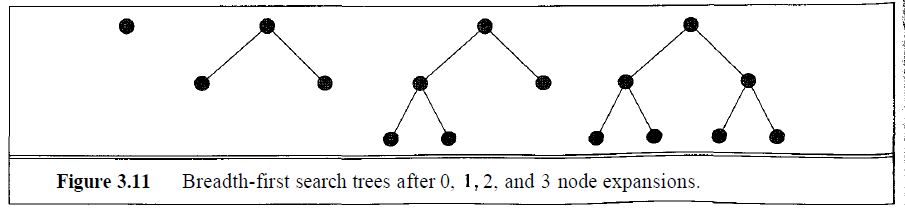 Figure 3.11 Breadth-first search trees after 0, 1, 2, and 3 node expansions.